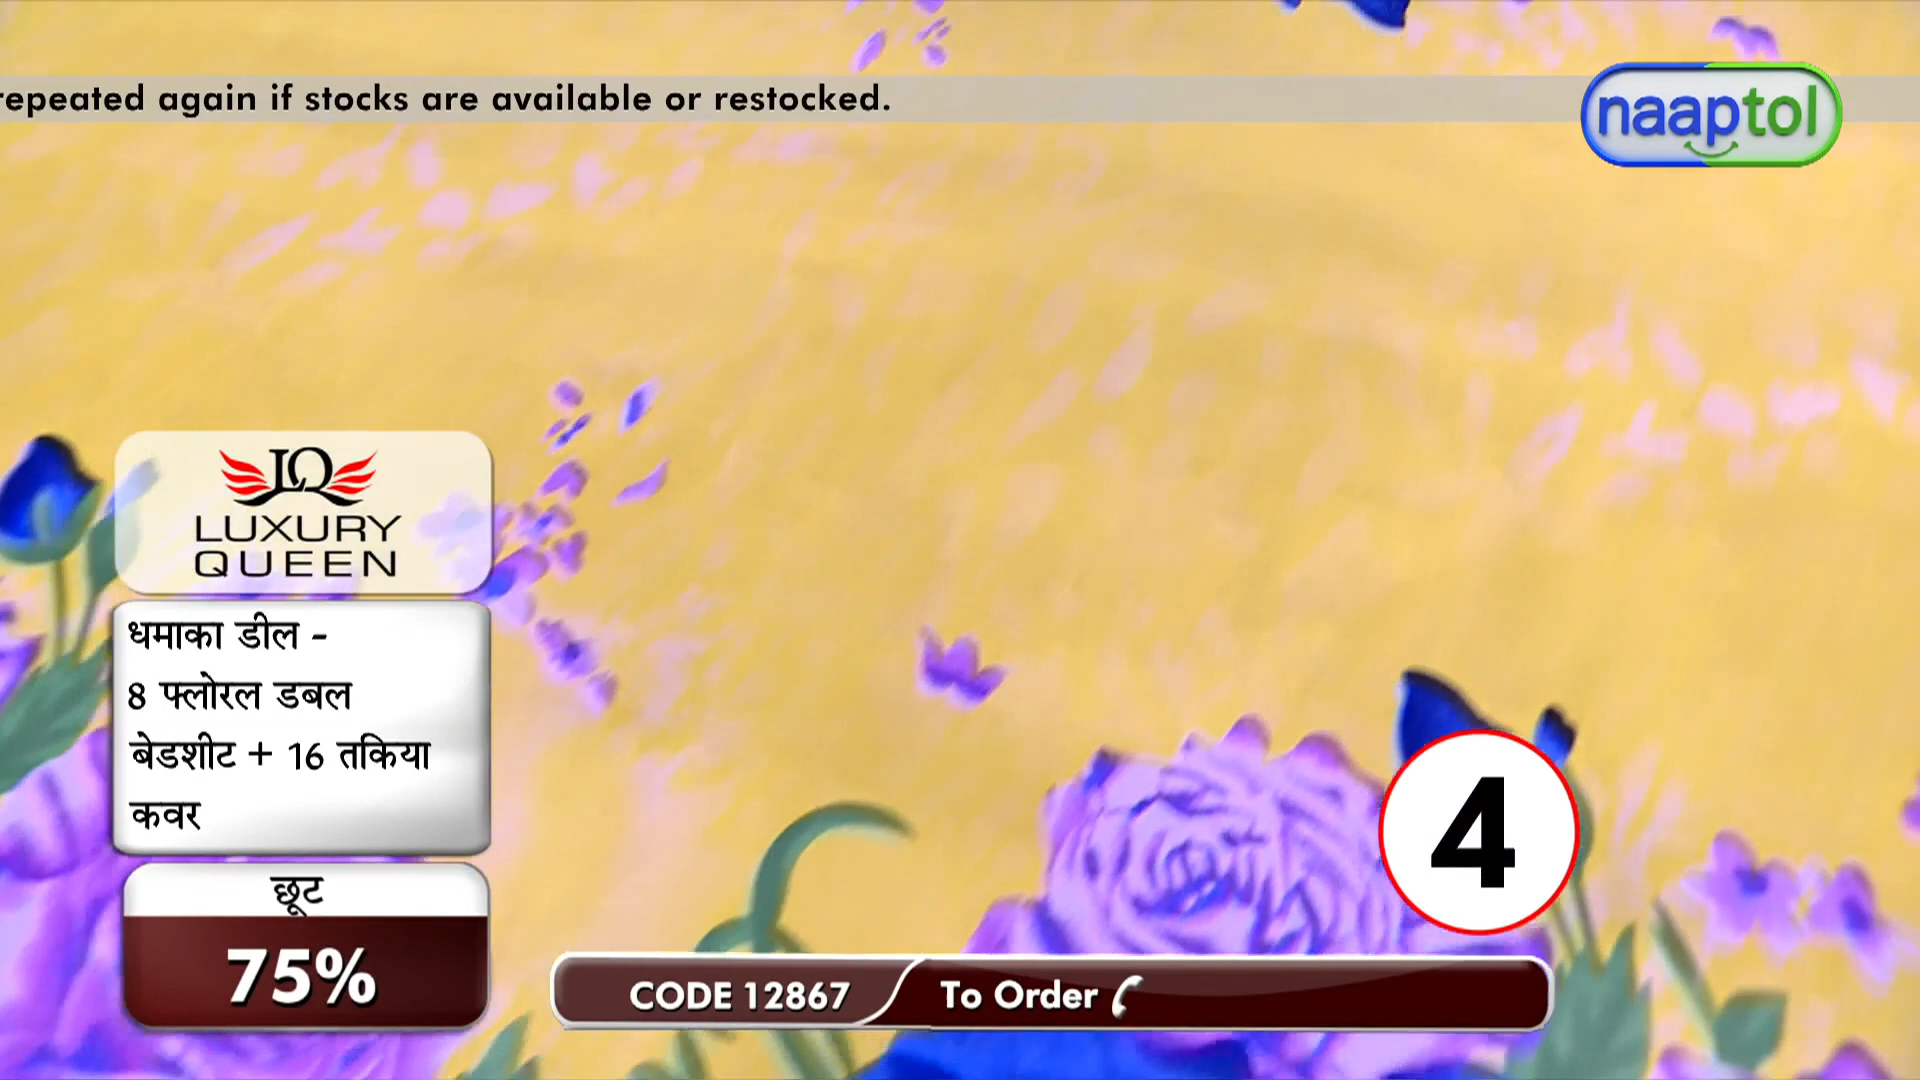 repeated again if stocks are available or restocked.
naaptol
LQ
LUXURY
QUEEN
धमाका डील -
8 फ्लोरल डबल
बेडशीट + 16 तकिया
कवर
छूट
75%
4
CODE 12867 To Order